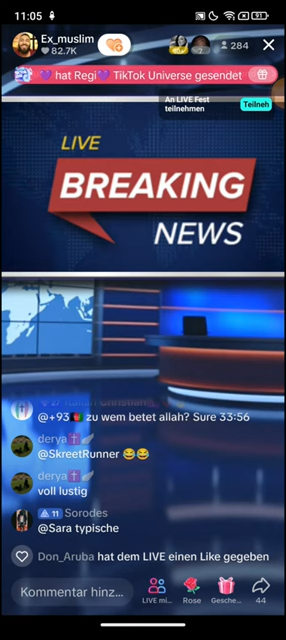 11:05
91
Ex_muslim
82.7K
284
hat Regi💜 TikTok Universe gesendet
An LIVE Fest
teilnehmen
Teilneh
LIVE
BREAKING
NEWS
@+93🇦🇫 zu wem betet allah? Sure 33:56
derya✝️🪽
@SkreetRunner 😂😂
derya✝️🪽
voll lustig
11 Sorodes
@Sara typische
Don_Aruba hat dem LIVE einen Like gegeben
Kommentar hinz...
LIVE mi...
Rose
Gesche...
44